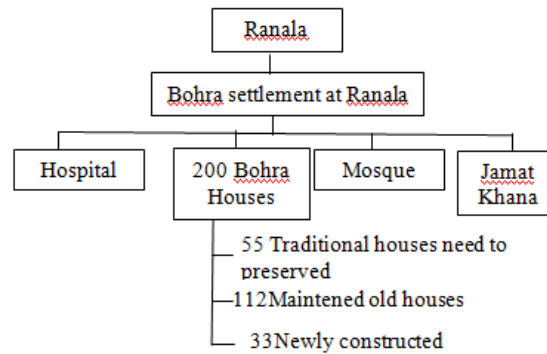 Ranala
Bohra settlement at Ranala
Hospital
200 Bohra
Houses
Mosque
Jamat
Khana
55 Traditional houses need to
preserved
112Maintened old houses
33Newly constructed